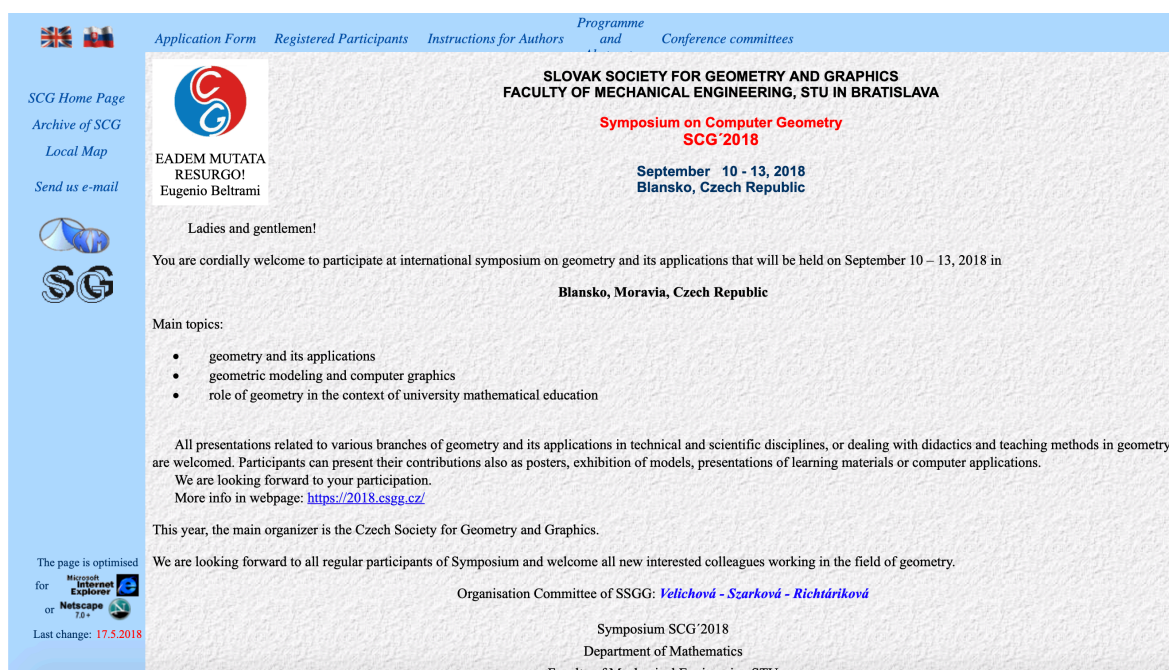 Application Form
Registered Participants
Instructions for Authors
Programme
and
Conference committees
SCG Home Page
Archive of SCG
Local Map
Send us e-mail
KM
SSG
The page is optimised
for Microsoft Internet Explorer
or Netscape 7.0+
Last change: 17.5.2018
C
G
EADEM MUTATA
RESURGO!
Eugenio Beltrami
SLOVAK SOCIETY FOR GEOMETRY AND GRAPHICS
FACULTY OF MECHANICAL ENGINEERING, STU IN BRATISLAVA
Symposium on Computer Geometry
SCG´2018
September 10 - 13, 2018
Blansko, Czech Republic
Ladies and gentlemen!
You are cordially welcome to participate at international symposium on geometry and its applications that will be held on September 10 – 13, 2018 in
Blansko, Moravia, Czech Republic
Main topics:
• geometry and its applications
• geometric modeling and computer graphics
• role of geometry in the context of university mathematical education
All presentations related to various branches of geometry and its applications in technical and scientific disciplines, or dealing with didactics and teaching methods in geometry
are welcomed. Participants can present their contributions also as posters, exhibition of models, presentations of learning materials or computer applications.
We are looking forward to your participation.
More info in webpage: https://2018.csgg.cz/
This year, the main organizer is the Czech Society for Geometry and Graphics.
We are looking forward to all regular participants of Symposium and welcome all new interested colleagues working in the field of geometry.
Organisation Committee of SSGG: Velichová - Szarková - Richtáriková
Symposium SCG´2018
Department of Mathematics